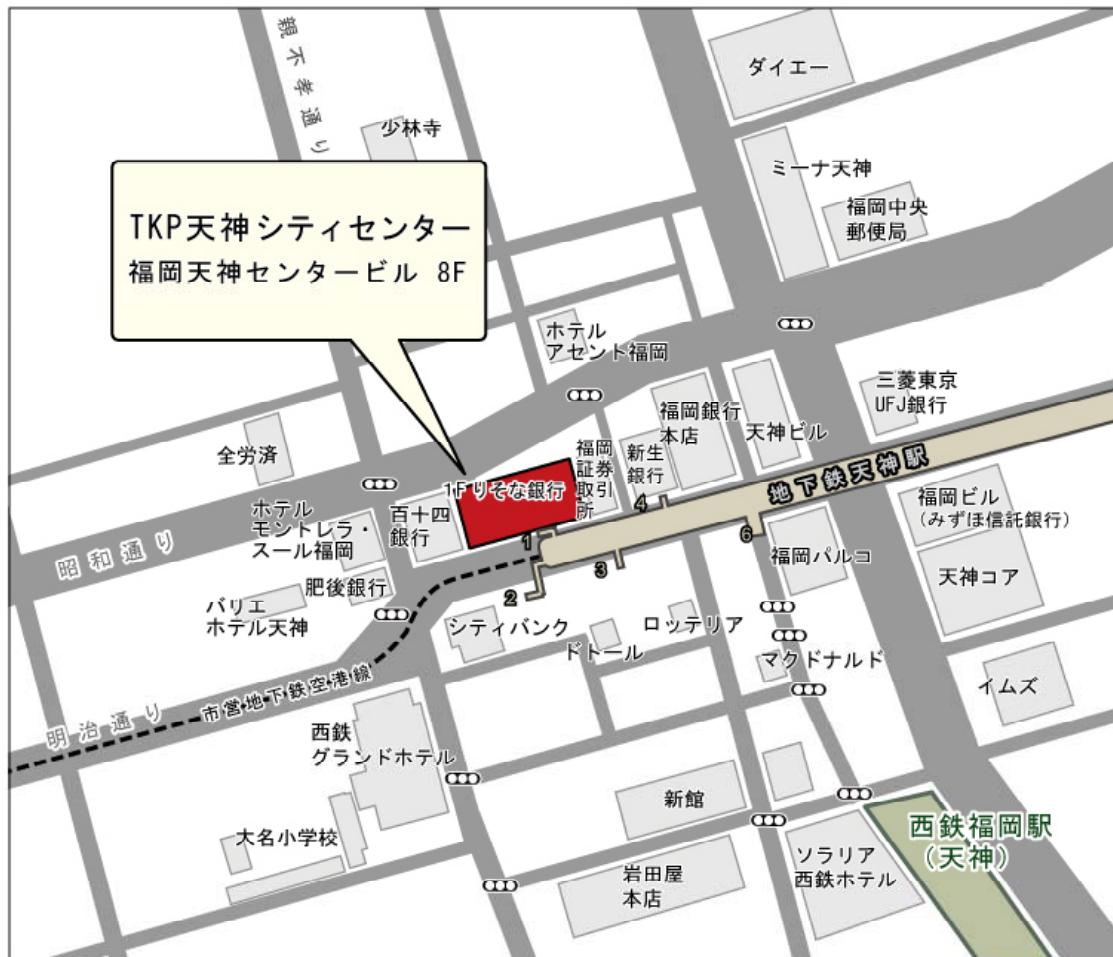 親不孝通り
少林寺
ダイエー
ミーナ天神
福岡中央
郵便局
TKP天神シティセンター
福岡天神センタービル 8F
ホテル
アセント福岡
三菱東京
UFJ銀行
福岡銀行
本店
天神ビル
全労済
福岡
証券
取引
所
新生
銀行
1F りそな銀行
地下鉄天神駅
ホテル
モントレラ・
スール福岡
百十四
銀行
4
福岡ビル
(みずほ信託銀行)
昭和通り
1
6
3
2
福岡パルコ
天神コア
肥後銀行
バリエ
ホテル天神
シティバンク
ロッテリア
ドトール
マクドナルド
イムズ
市営地下鉄空港線
明治通り
西鉄
グランドホテル
新館
大名小学校
西鉄福岡駅
(天神)
ソラリア
西鉄ホテル
岩田屋
本店